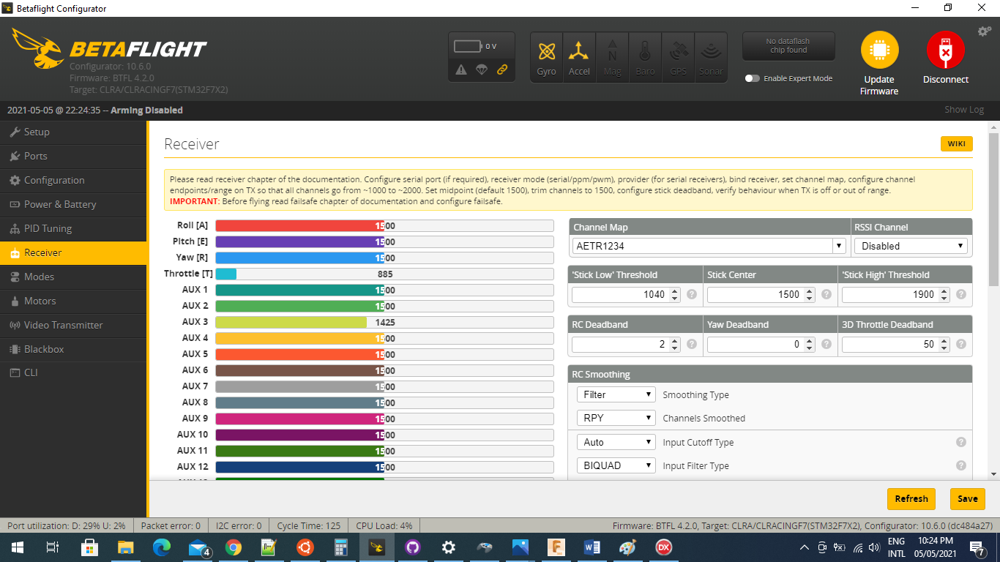 Betaflight Configurator
BETAFLIGHT
Configurator: 10.6.0
Firmware: BTFL 4.2.0
Target: CLRA/CLRACINGF7(STM32F7X2)
0 V
Gyro
Accel
Mag
Baro
GPS
Sonar
No dataflash
chip found
Enable Expert Mode
Update
Firmware
Disconnect
2021-05-05 @ 22:24:35 -- Arming Disabled
Show Log
Setup
Ports
Configuration
Power & Battery
PID Tuning
Receiver
Modes
Motors
Video Transmitter
Blackbox
CLI
Receiver
WIKI
Please read receiver chapter of the documentation. Configure serial port (if required), receiver mode (serial/ppm/pwm), provider (for serial receivers), bind receiver, set channel map, configure channel
endpoints/range on TX so that all channels go from ~1000 to ~2000. Set midpoint (default 1500), trim channels to 1500, configure stick deadband, verify behaviour when TX is off or out of range.
IMPORTANT: Before flying read failsafe chapter of documentation and configure failsafe.
Roll [A] 1500
Pitch [E] 1500
Yaw [R] 1500
Throttle [T] 885
AUX 1 1500
AUX 2 1500
AUX 3 1425
AUX 4 1500
AUX 5 1500
AUX 6 1500
AUX 7 1500
AUX 8 1500
AUX 9 1500
AUX 10 1500
AUX 11 1500
AUX 12 1500
Channel Map
RSSI Channel
AETR1234
Disabled
'Stick Low' Threshold
Stick Center
'Stick High' Threshold
1040
1500
1900
RC Deadband
Yaw Deadband
3D Throttle Deadband
2
0
50
RC Smoothing
Filter Smoothing Type
RPY Channels Smoothed
Auto Input Cutoff Type
BIQUAD Input Filter Type
Refresh
Save
Port utilization: D: 29% U: 2%
Packet error: 0
I2C error: 0
Cycle Time: 125
CPU Load: 4%
Firmware: BTFL 4.2.0, Target: CLRA/CLRACINGF7(STM32F7X2), Configurator: 10.6.0 (dc484a27)
4
DX
ENG
INTL
10:24 PM
05/05/2021
7